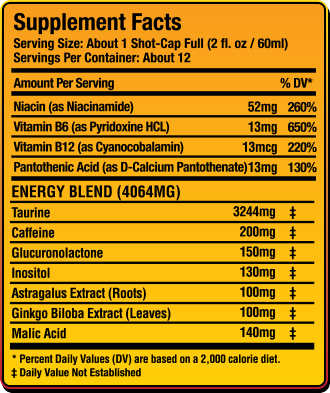 Supplement Facts
Serving Size: About 1 Shot-Cap Full (2 fl. oz / 60ml)
Servings Per Container: About 12
Amount Per Serving % DV*
Niacin (as Niacinamide) 52mg 260%
Vitamin B6 (as Pyridoxine HCL) 13mg 650%
Vitamin B12 (as Cyanocobalamin) 13mcg 220%
Pantothenic Acid (as D-Calcium Pantothenate) 13mg 130%
ENERGY BLEND (4064MG)
Taurine 3244mg ‡
Caffeine 200mg ‡
Glucuronolactone 150mg ‡
Inositol 130mg ‡
Astragalus Extract (Roots) 100mg ‡
Ginkgo Biloba Extract (Leaves) 100mg ‡
Malic Acid 140mg ‡
* Percent Daily Values (DV) are based on a 2,000 calorie diet.
‡ Daily Value Not Established